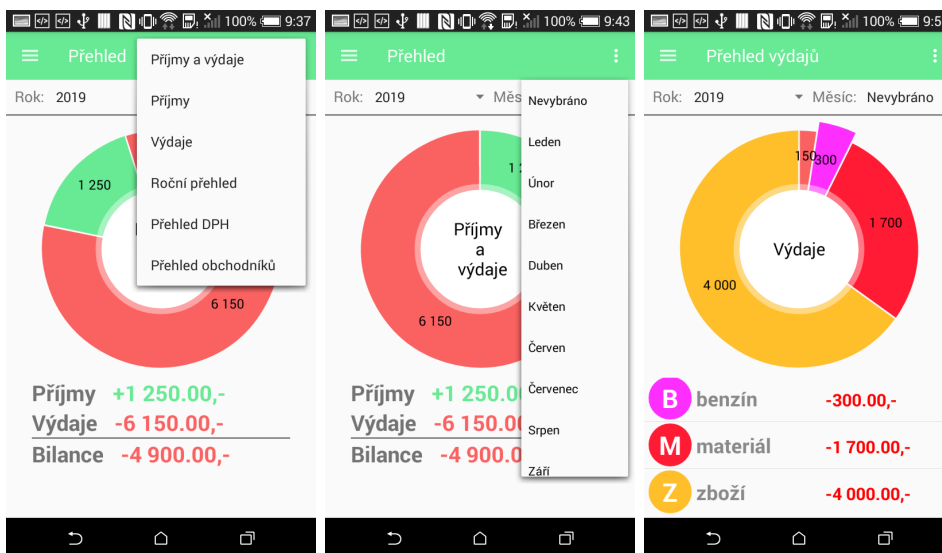 100% 9:37
Přehled
Příjmy a výdaje
Příjmy
Výdaje
Roční přehled
Přehled DPH
Přehled obchodníků
Rok: 2019
1 250
6 150
Příjmy +1 250.00,-
Výdaje -6 150.00,-
Bilance -4 900.00,-
100% 9:43
Přehled
Rok: 2019 Měs
Nevybráno
Leden
Únor
Březen
Duben
Květen
Červen
Červenec
Srpen
Září
Příjmy
a
výdaje
6 150
Příjmy +1 250.0
Výdaje -6 150.0
Bilance -4 900.0
100% 9:5
Přehled výdajů
Rok: 2019 Měsíc: Nevybráno
150
300
1 700
Výdaje
4 000
B benzín -300.00,-
M materiál -1 700.00,-
Z zboží -4 000.00,-